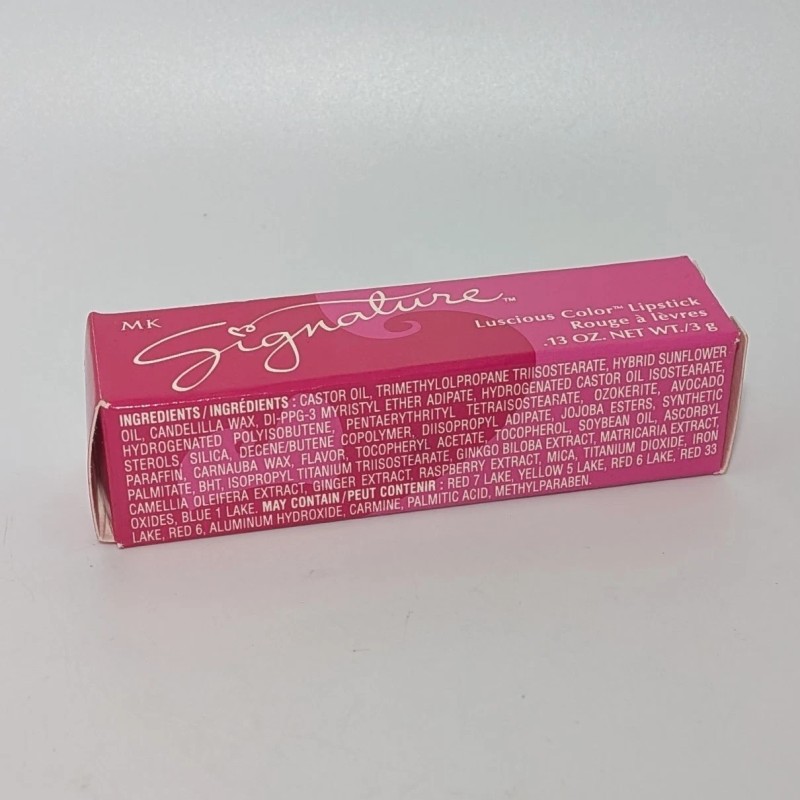 MK
Signature™
Luscious Color™ Lipstick
Rouge à lèvres
.13 OZ. NET WT./3 g
INGREDIENTS/INGRÉDIENTS : CASTOR OIL, TRIMETHYLOLPROPANE TRIISOSTEARATE, HYBRID SUNFLOWER
OIL, CANDELILLA WAX, DI-PPG-3 MYRISTYL ETHER ADIPATE, HYDROGENATED CASTOR OIL ISOSTEARATE,
HYDROGENATED POLYISOBUTENE, PENTAERYTHRITYL TETRAISOSTEARATE, OZOKERITE, AVOCADO
STEROLS, SILICA, DECENE/BUTENE COPOLYMER, DIISOPROPYL ADIPATE, JOJOBA ESTERS, SYNTHETIC
PARAFFIN, CARNAUBA WAX, FLAVOR, TOCOPHERYL ACETATE, TOCOPHEROL, SOYBEAN OIL, ASCORBYL
PALMITATE, BHT, ISOPROPYL TITANIUM TRIISOSTEARATE, GINKGO BILOBA EXTRACT, MATRICARIA EXTRACT,
CAMELLIA OLEIFERA EXTRACT, GINGER EXTRACT, RASPBERRY EXTRACT, MICA, TITANIUM DIOXIDE, IRON
OXIDES, BLUE 1 LAKE. MAY CONTAIN/PEUT CONTENIR : RED 7 LAKE, YELLOW 5 LAKE, RED 6 LAKE, RED 33
LAKE, RED 6, ALUMINUM HYDROXIDE, CARMINE, PALMITIC ACID, METHYLPARABEN.